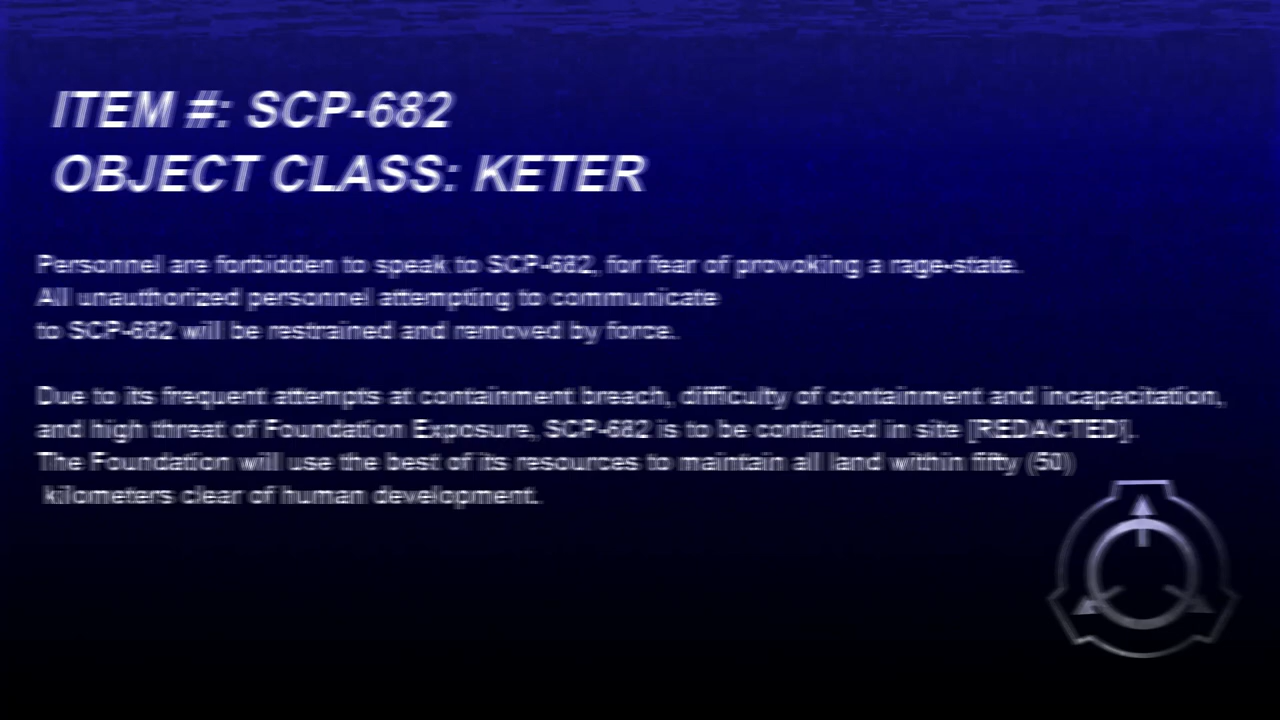 ITEM #: SCP-682
OBJECT CLASS: KETER
Personnel are forbidden to speak to SCP-682, for fear of provoking a rage-state.
All unauthorized personnel attempting to communicate
to SCP-682 will be restrained and removed by force.
Due to its frequent attempts at containment breach, difficulty of containment and incapacitation,
and high threat of Foundation Exposure, SCP-682 is to be contained in site [REDACTED].
The Foundation will use the best of its resources to maintain all land within fifty (50)
kilometers clear of human development.